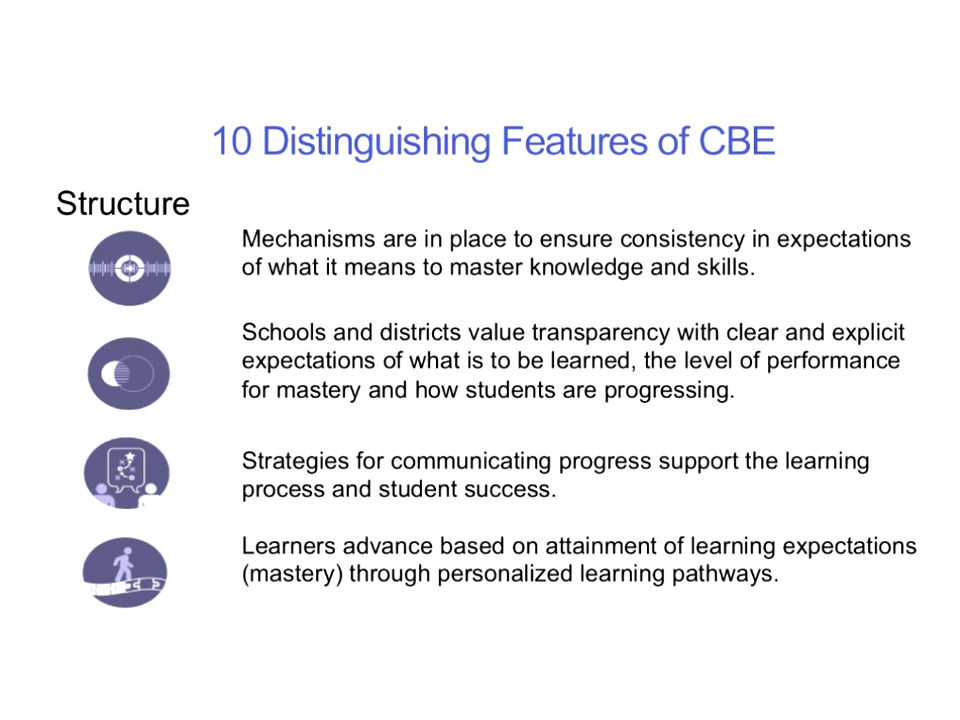 10 Distinguishing Features of CBE
Structure
Mechanisms are in place to ensure consistency in expectations
of what it means to master knowledge and skills.
Schools and districts value transparency with clear and explicit
expectations of what is to be learned, the level of performance
for mastery and how students are progressing.
Strategies for communicating progress support the learning
process and student success.
Learners advance based on attainment of learning expectations
(mastery) through personalized learning pathways.